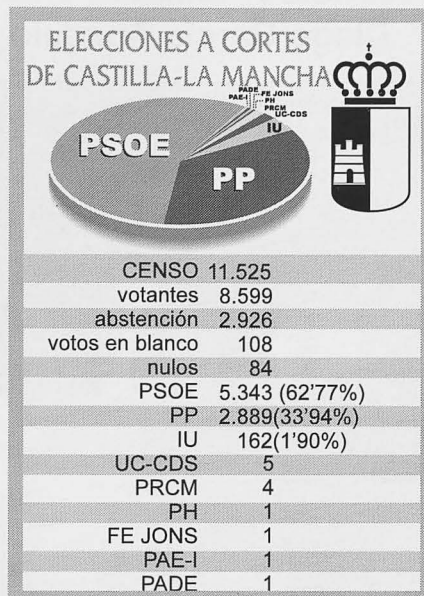 ELECCIONES A CORTES
DE CASTILLA-LA MANCHA
PADE
PAE-I
FE JONS
PH
PRCM
UC-CDS
IU
PSOE
PP
CENSO 11.525
votantes 8.599
abstención 2.926
votos en blanco 108
nulos 84
PSOE 5.343 (62'77%)
PP 2.889(33'94%)
IU 162(1'90%)
UC-CDS 5
PRCM 4
PH 1
FE JONS 1
PAE-I 1
PADE 1